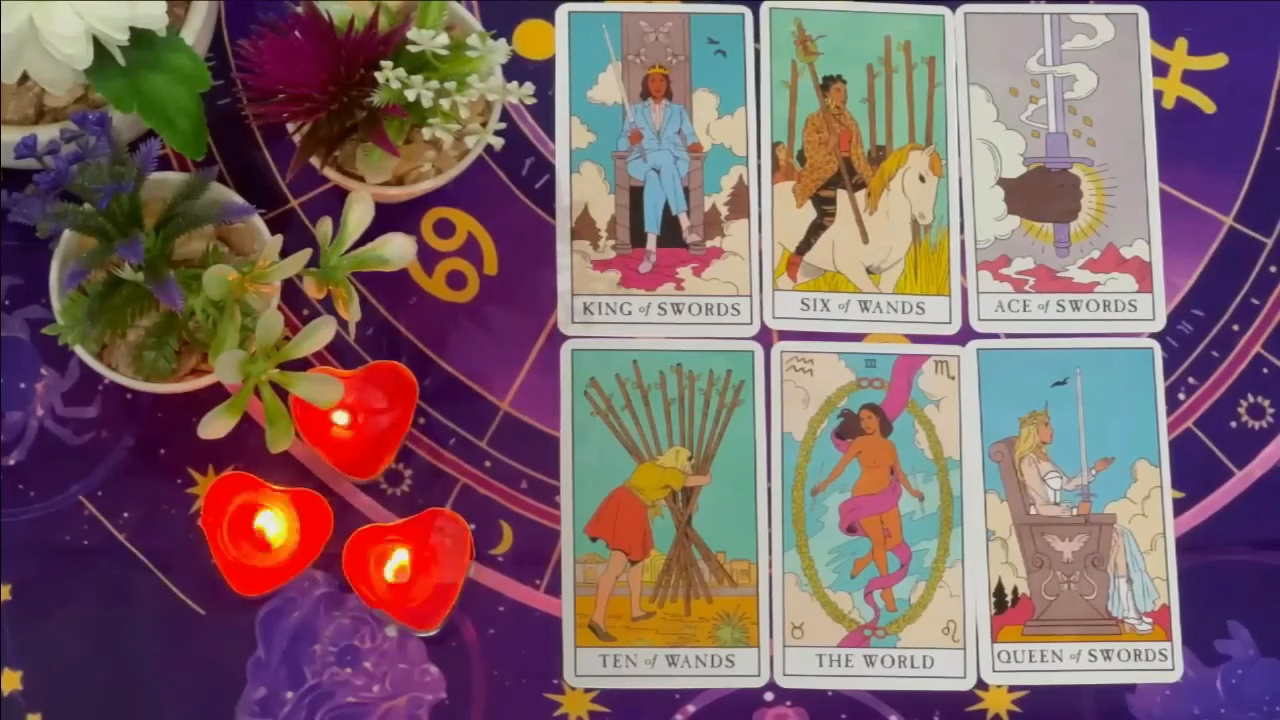 KING of SWORDS
SIX of WANDS
ACE of SWORDS
TEN of WANDS
THE WORLD
QUEEN of SWORDS